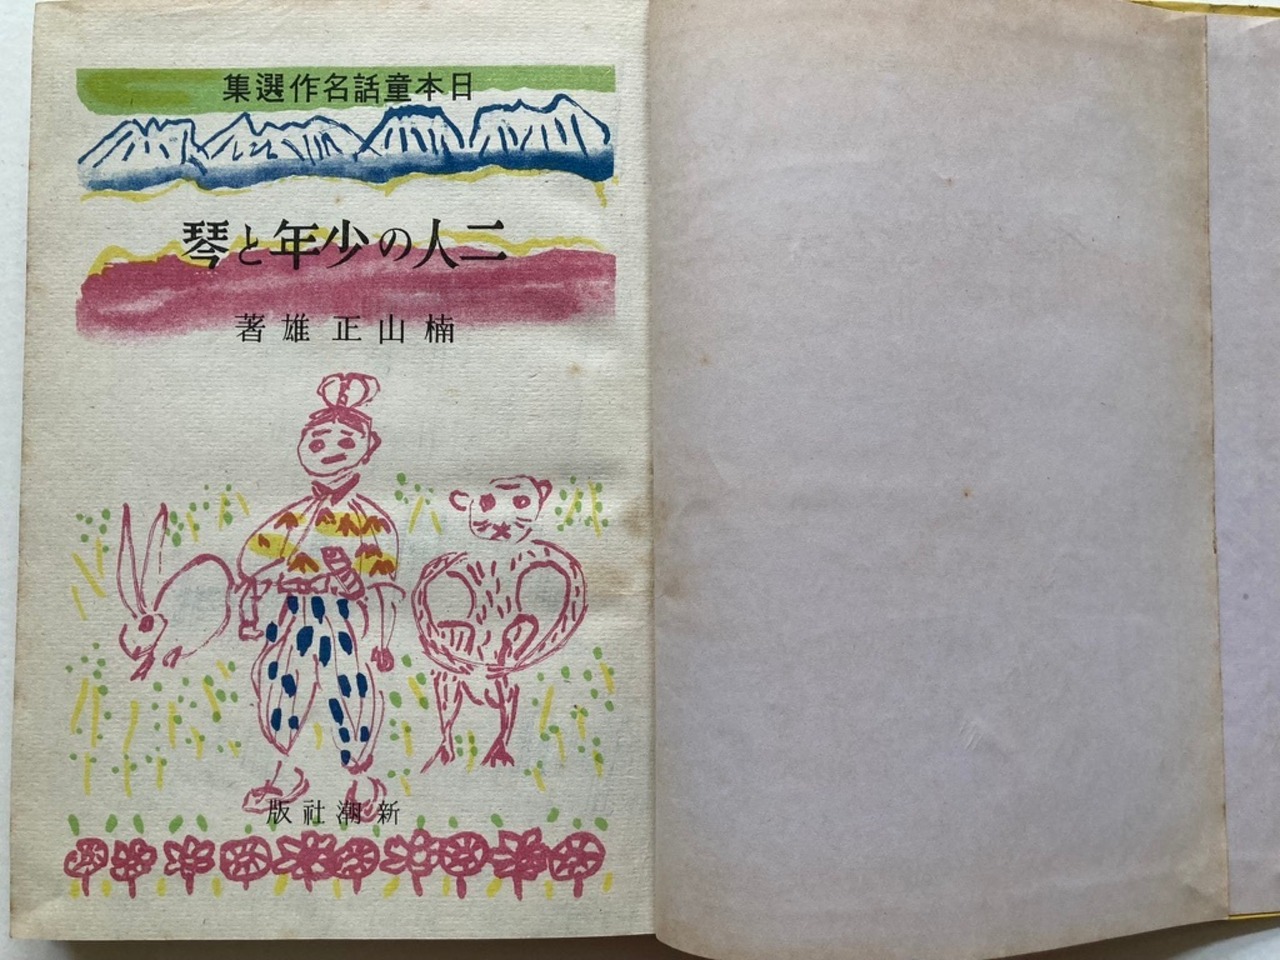 日本童話名作選集
二人の少年と琴
楠山正雄著
新潮社版